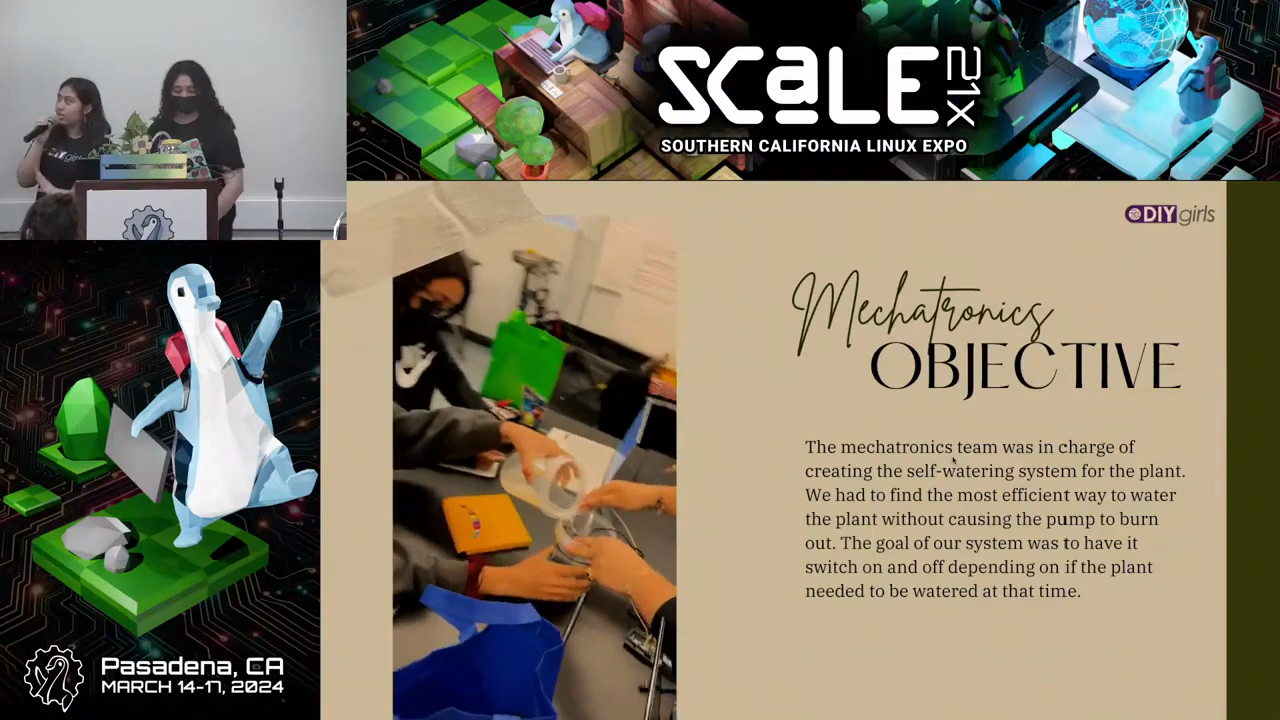 SCaLE 21X
SOUTHERN CALIFORNIA LINUX EXPO
DIY girls
Mechatronics
OBJECTIVE
The mechatronics team was in charge of
creating the self-watering system for the plant.
We had to find the most efficient way to water
the plant without causing the pump to burn
out. The goal of our system was to have it
switch on and off depending on if the plant
needed to be watered at that time.
Pasadena, CA
MARCH 14-17, 2024